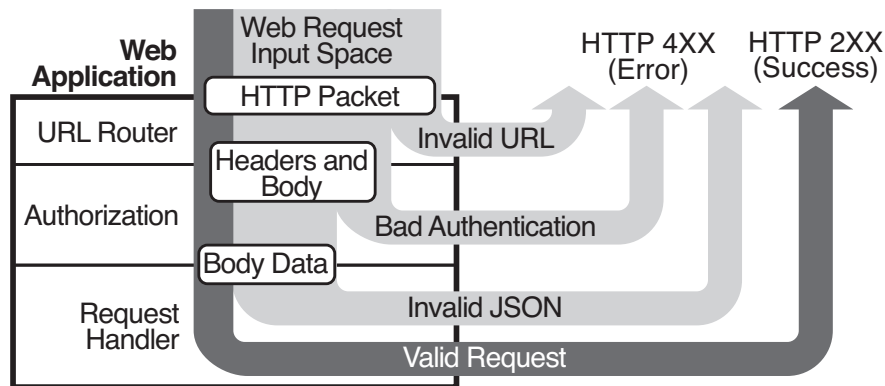 Web Request
Input Space
HTTP 4XX
(Error)
HTTP 2XX
(Success)
Web
Application
HTTP Packet
URL Router
Invalid URL
Headers and
Body
Authorization
Bad Authentication
Body Data
Request
Handler
Invalid JSON
Valid Request